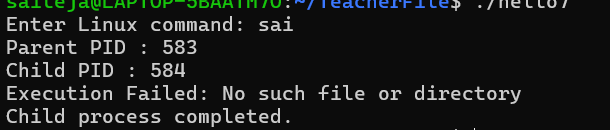 saiteja@LAPTOP-5BAATM7O:~/TeacherFile$ ./hello7
Enter Linux command: sai
Parent PID : 583
Child PID : 584
Execution Failed: No such file or directory
Child process completed.